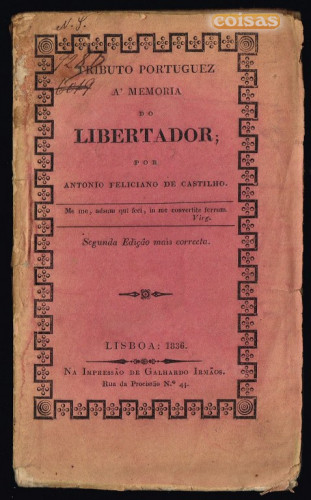 coisas
N. S.
TRIBUTO PORTUGUEZ
A' MEMORIA
DO
LIBERTADOR;
POR
ANTONIO FELICIANO DE CASTILHO.
Me me, adsum qui feci, in me convertite ferrum.
Virg.
Segunda Edição mais correcta.
LISBOA: 1836.
NA IMPRESSÃO DE GALHARDO IRMÃOS.
Rua da Procissão N.º 45.